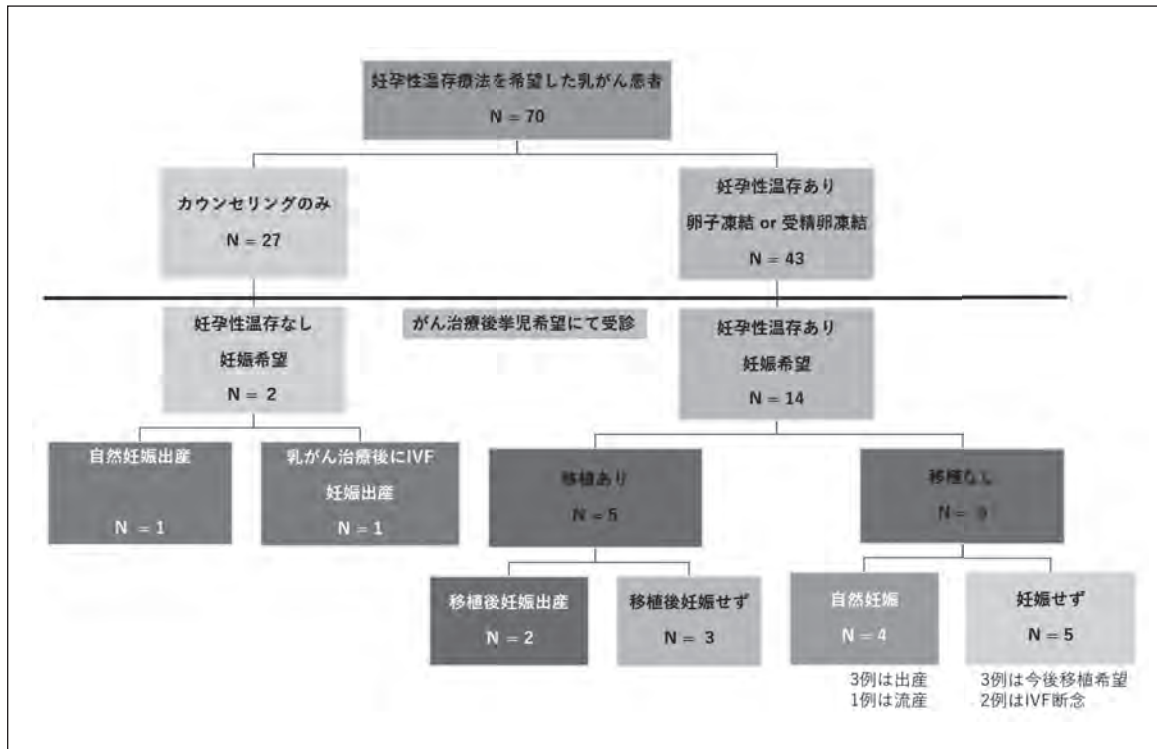 妊孕性温存療法を希望した乳がん患者
N = 70
カウンセリングのみ
N = 27
妊孕性温存あり
卵子凍結 or 受精卵凍結
N = 43
がん治療後挙児希望にて受診
妊孕性温存なし
妊娠希望
N = 2
妊孕性温存あり
妊娠希望
N = 14
自然妊娠出産
N = 1
乳がん治療後にIVF
妊娠出産
N = 1
移植あり
N = 5
移植なし
N = 9
移植後妊娠出産
N = 2
移植後妊娠せず
N = 3
自然妊娠
N = 4
3例は出産
1例は流産
妊娠せず
N = 5
3例は今後移植希望
2例はIVF断念